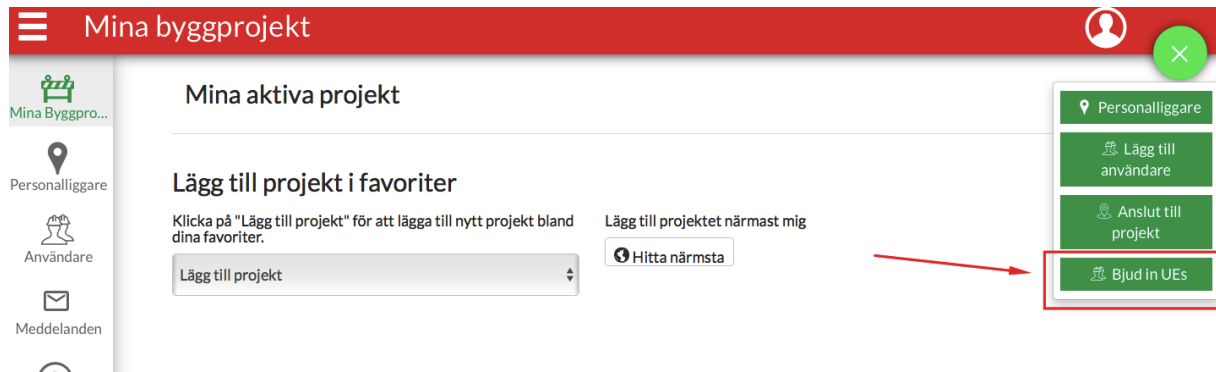 Mina byggprojekt
Mina Byggpro...
Personalliggare
Användare
Meddelanden
Mina aktiva projekt
Lägg till projekt i favoriter
Klicka på "Lägg till projekt" för att lägga till nytt projekt bland
dina favoriter.
Lägg till projekt
Lägg till projektet närmast mig
Hitta närmsta
Personalliggare
Lägg till
användare
Anslut till
projekt
Bjud in UEs